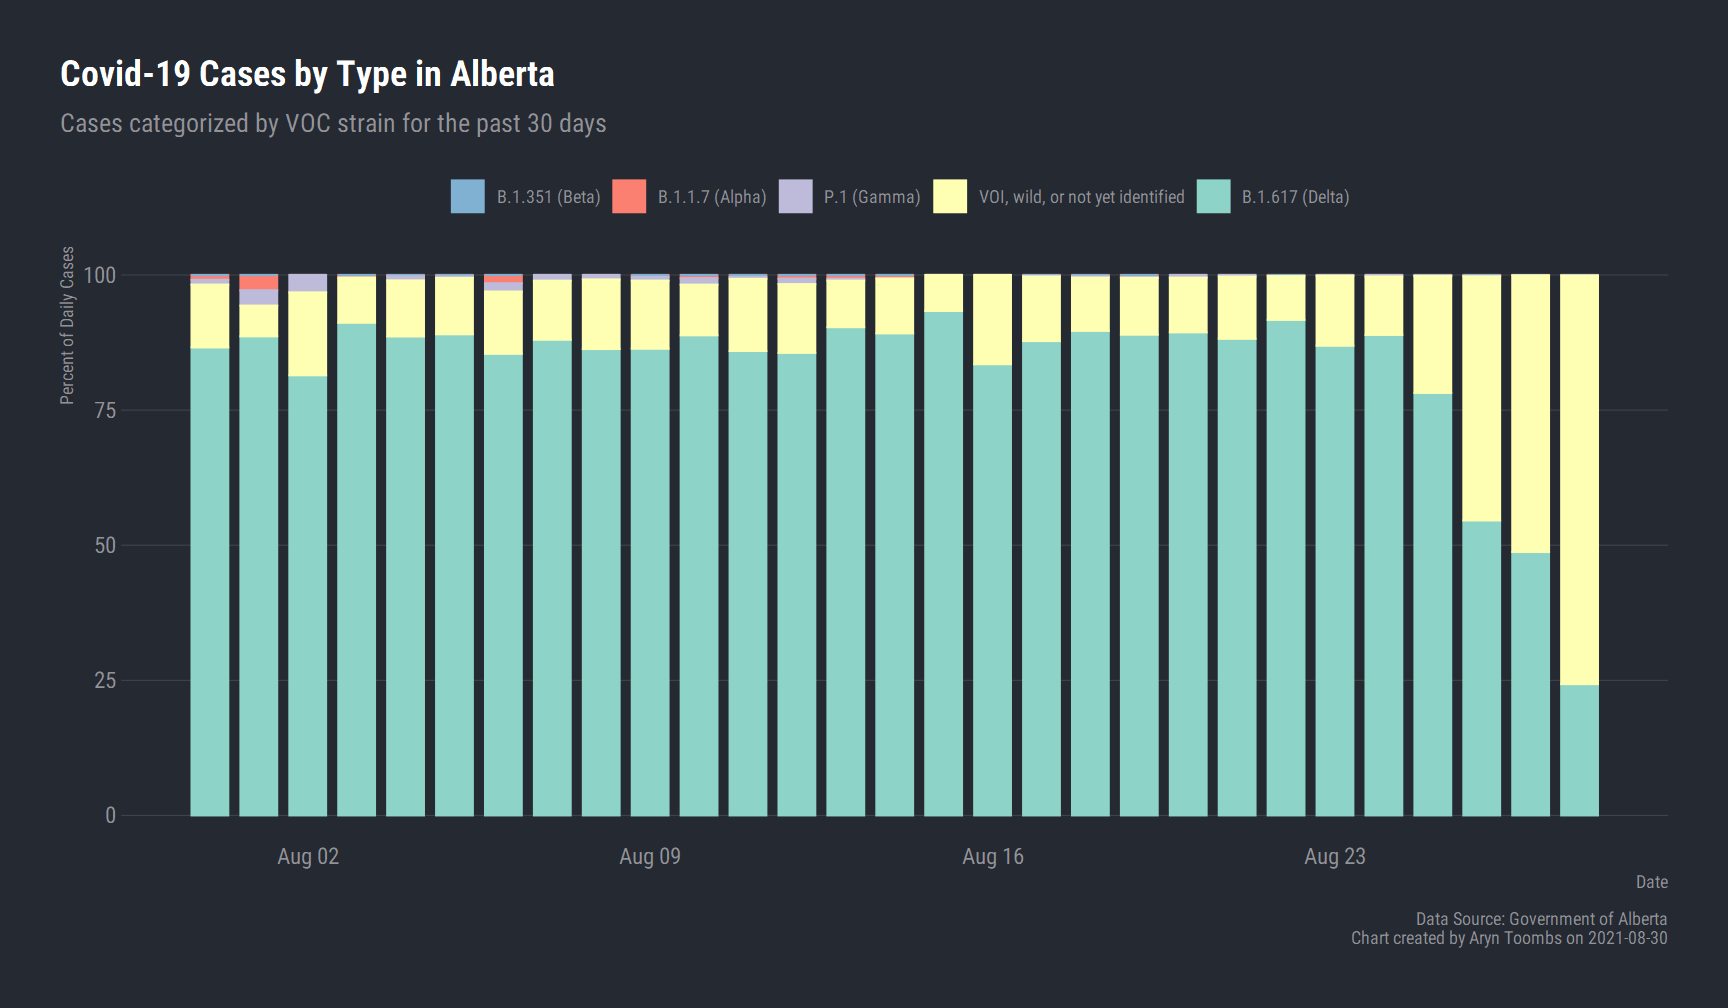 Covid-19 Cases by Type in Alberta
Cases categorized by VOC strain for the past 30 days
B.1.351 (Beta) B.1.1.7 (Alpha) P.1 (Gamma) VOI, wild, or not yet identified B.1.617 (Delta)
Percent of Daily Cases
100
75
50
25
0
Aug 02 Aug 09 Aug 16 Aug 23
Date
Data Source: Government of Alberta
Chart created by Aryn Toombs on 2021-08-30